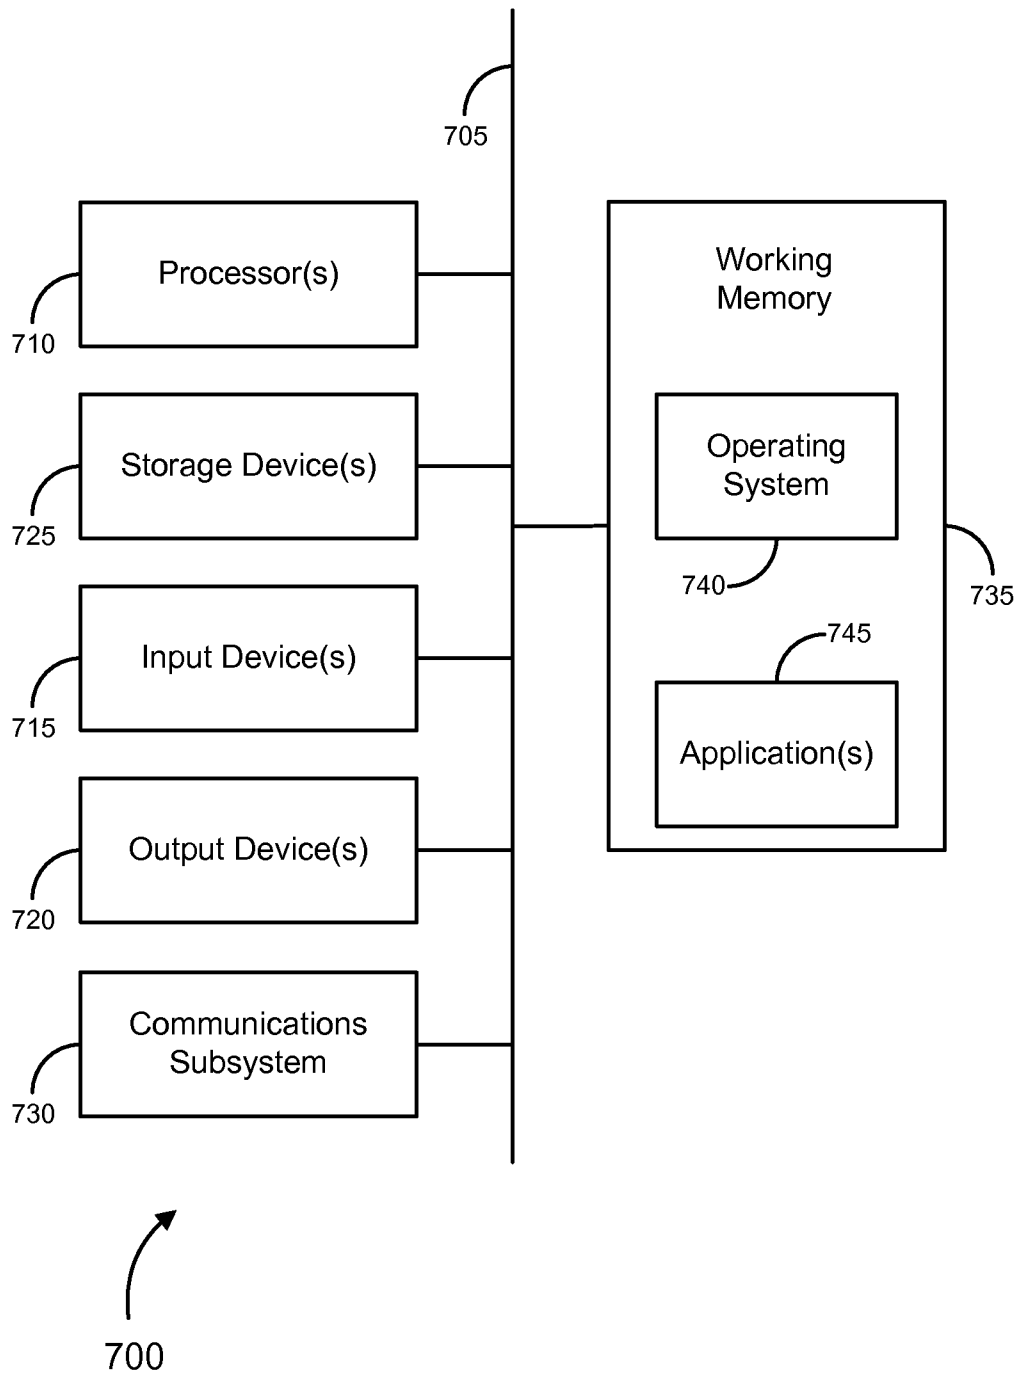 705
Processor(s)
710
Storage Device(s)
725
Input Device(s)
715
Output Device(s)
720
Communications
Subsystem
730
Working
Memory
Operating
System
740
735
745
Application(s)
700